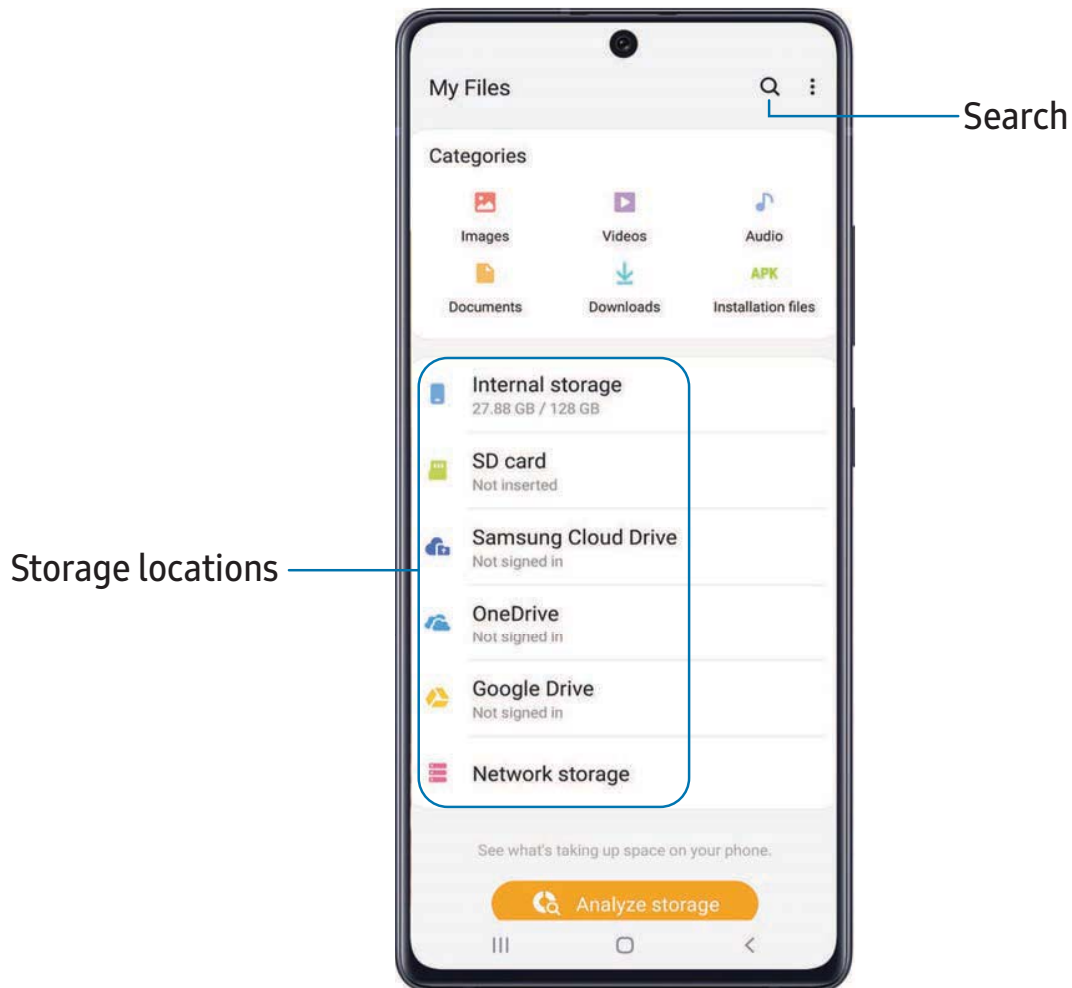 My Files
Search
Categories
Images Videos Audio
APK
Documents Downloads Installation files
Internal storage
27.88 GB / 128 GB
SD card
Not inserted
Samsung Cloud Drive
Not signed in
Storage locations
OneDrive
Not signed in
Google Drive
Not signed in
Network storage
See what's taking up space on your phone.
Analyze storage